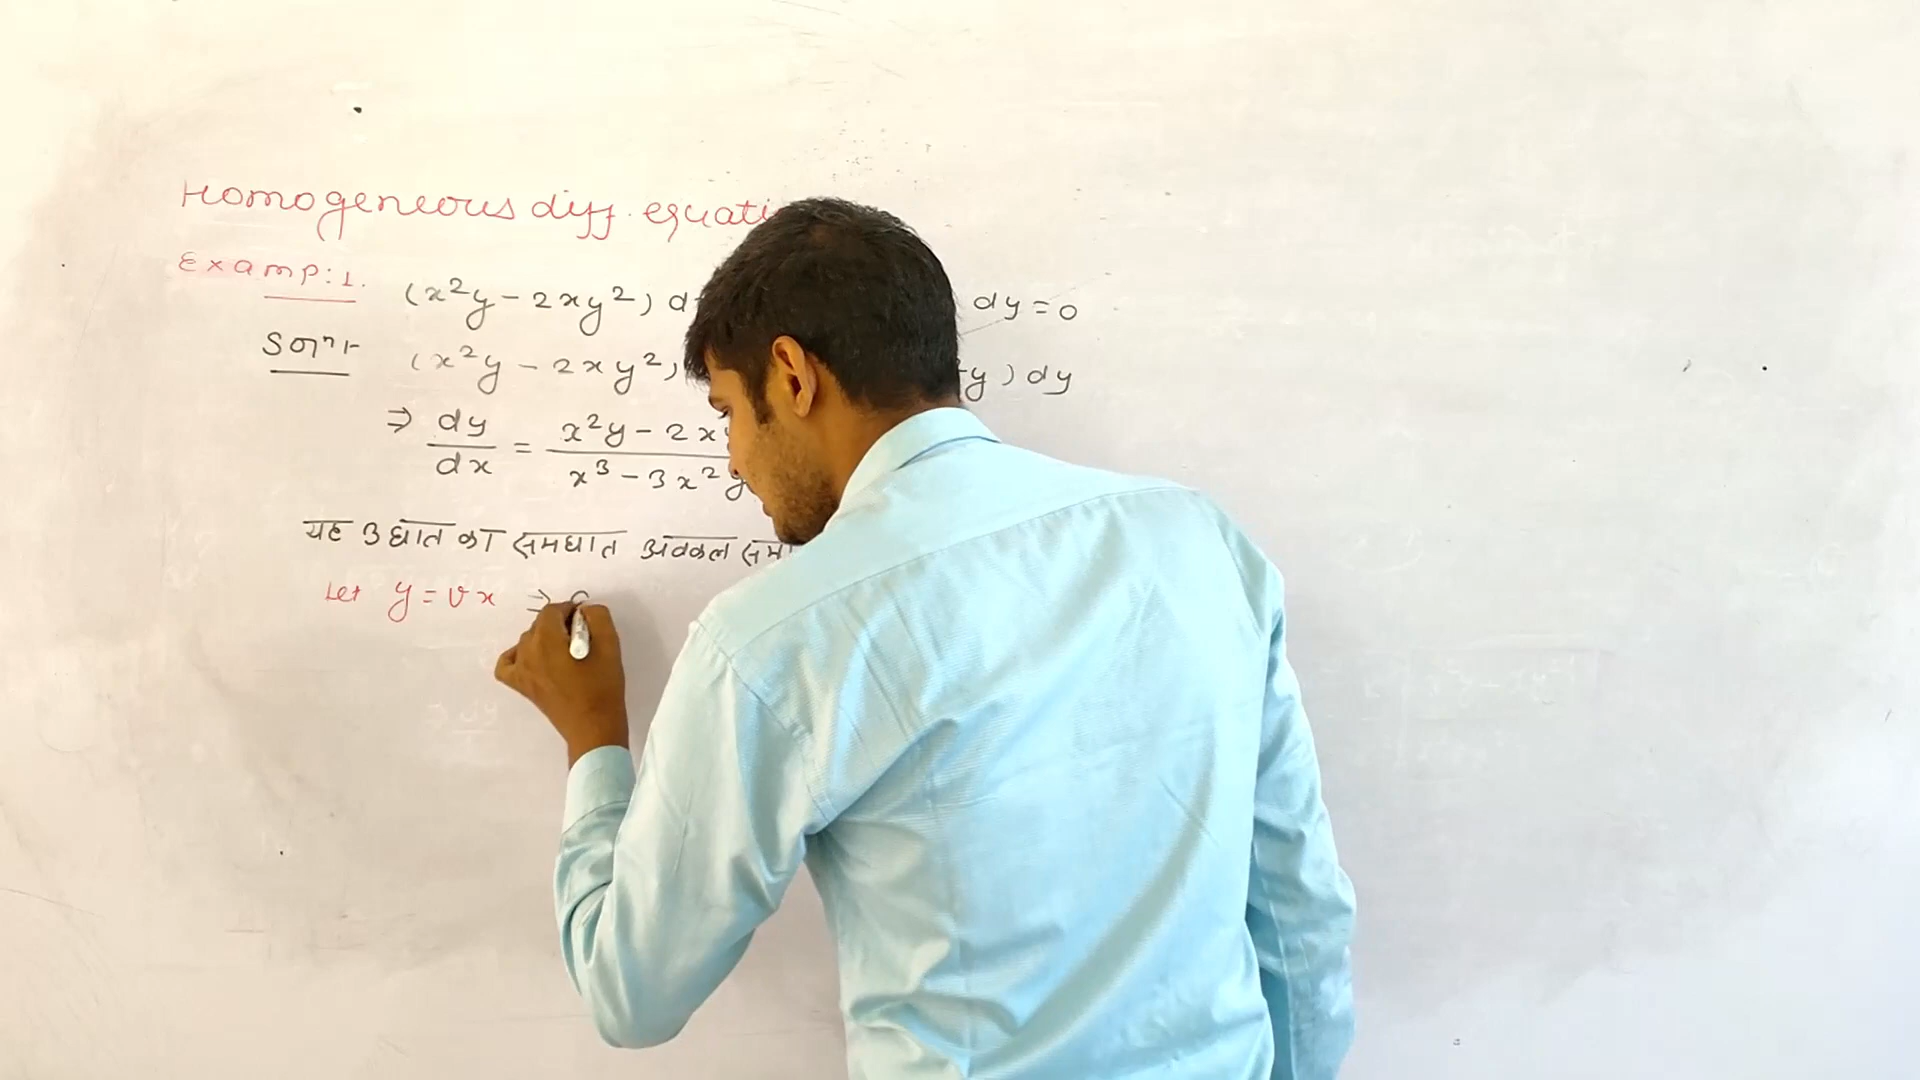 Homogeneous diff. equati
Examp:1. (x²y - 2xy²) d dy = 0
Solⁿ:- (x²y - 2xy²) y) dy
⇒ dy/dx = x²y - 2xy / x³ - 3x²y
यह 3 घात का समघात अवकल समी
Let y = vx ⇒